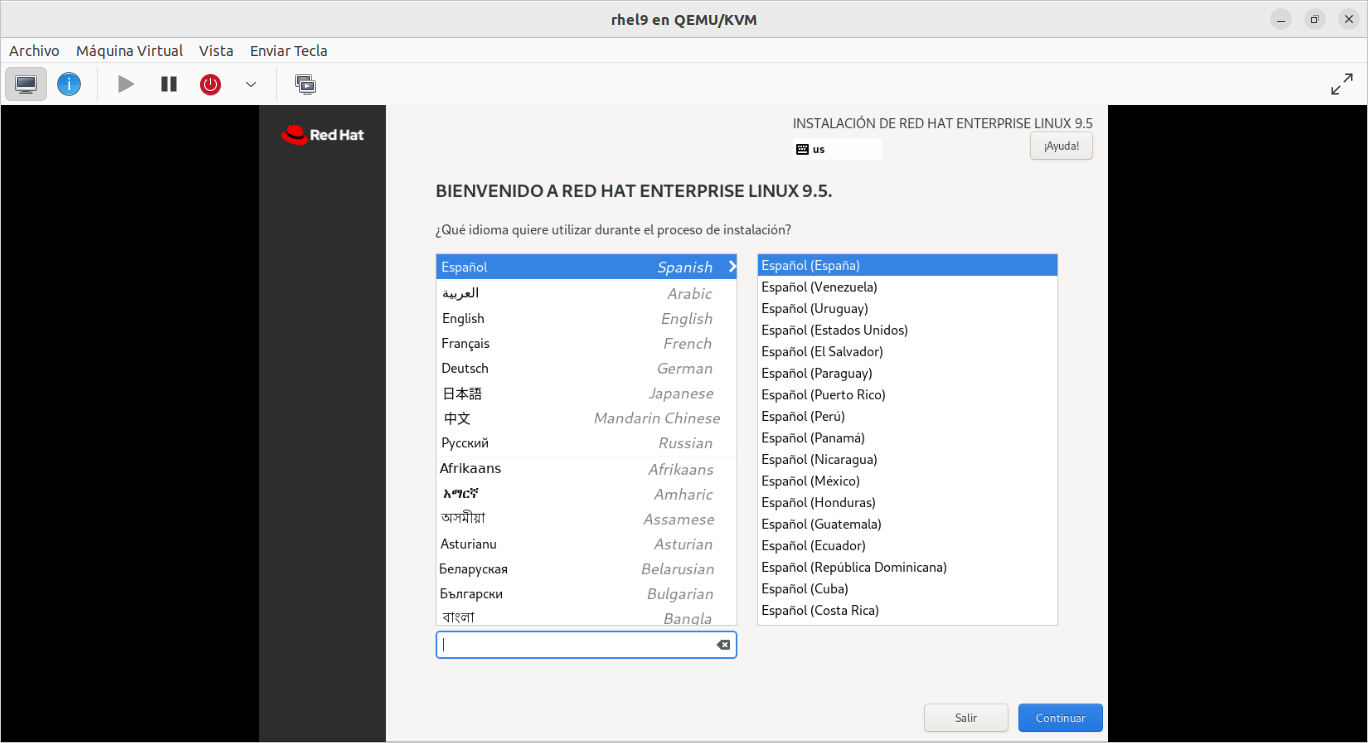 rhel9 en QEMU/KVM
Archivo Máquina Virtual Vista Enviar Tecla
Red Hat
INSTALACIÓN DE RED HAT ENTERPRISE LINUX 9.5
us
¡Ayuda!
BIENVENIDO A RED HAT ENTERPRISE LINUX 9.5.
¿Qué idioma quiere utilizar durante el proceso de instalación?
Español Spanish
العربية Arabic
English English
Français French
Deutsch German
日本語 Japanese
中文 Mandarin Chinese
Русский Russian
Afrikaans Afrikaans
አማርኛ Amharic
অসমীয়া Assamese
Asturianu Asturian
Беларуская Belarusian
Български Bulgarian
বাংলা Bangla
Español (España)
Español (Venezuela)
Español (Uruguay)
Español (Estados Unidos)
Español (El Salvador)
Español (Paraguay)
Español (Puerto Rico)
Español (Perú)
Español (Panamá)
Español (Nicaragua)
Español (México)
Español (Honduras)
Español (Guatemala)
Español (Ecuador)
Español (República Dominicana)
Español (Cuba)
Español (Costa Rica)
Salir
Continuar